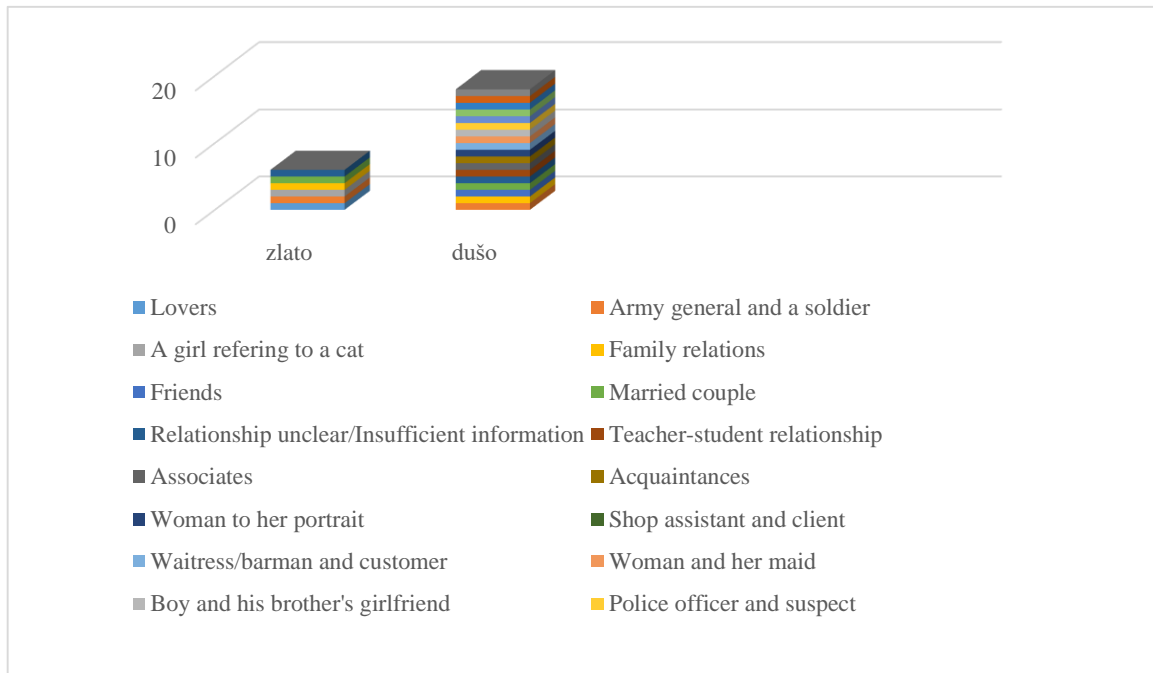 20
10
0
zlato dušo
Lovers Army general and a soldier
A girl refering to a cat Family relations
Friends Married couple
Relationship unclear/Insufficient information Teacher-student relationship
Associates Acquaintances
Woman to her portrait Shop assistant and client
Waitress/barman and customer Woman and her maid
Boy and his brother's girlfriend Police officer and suspect